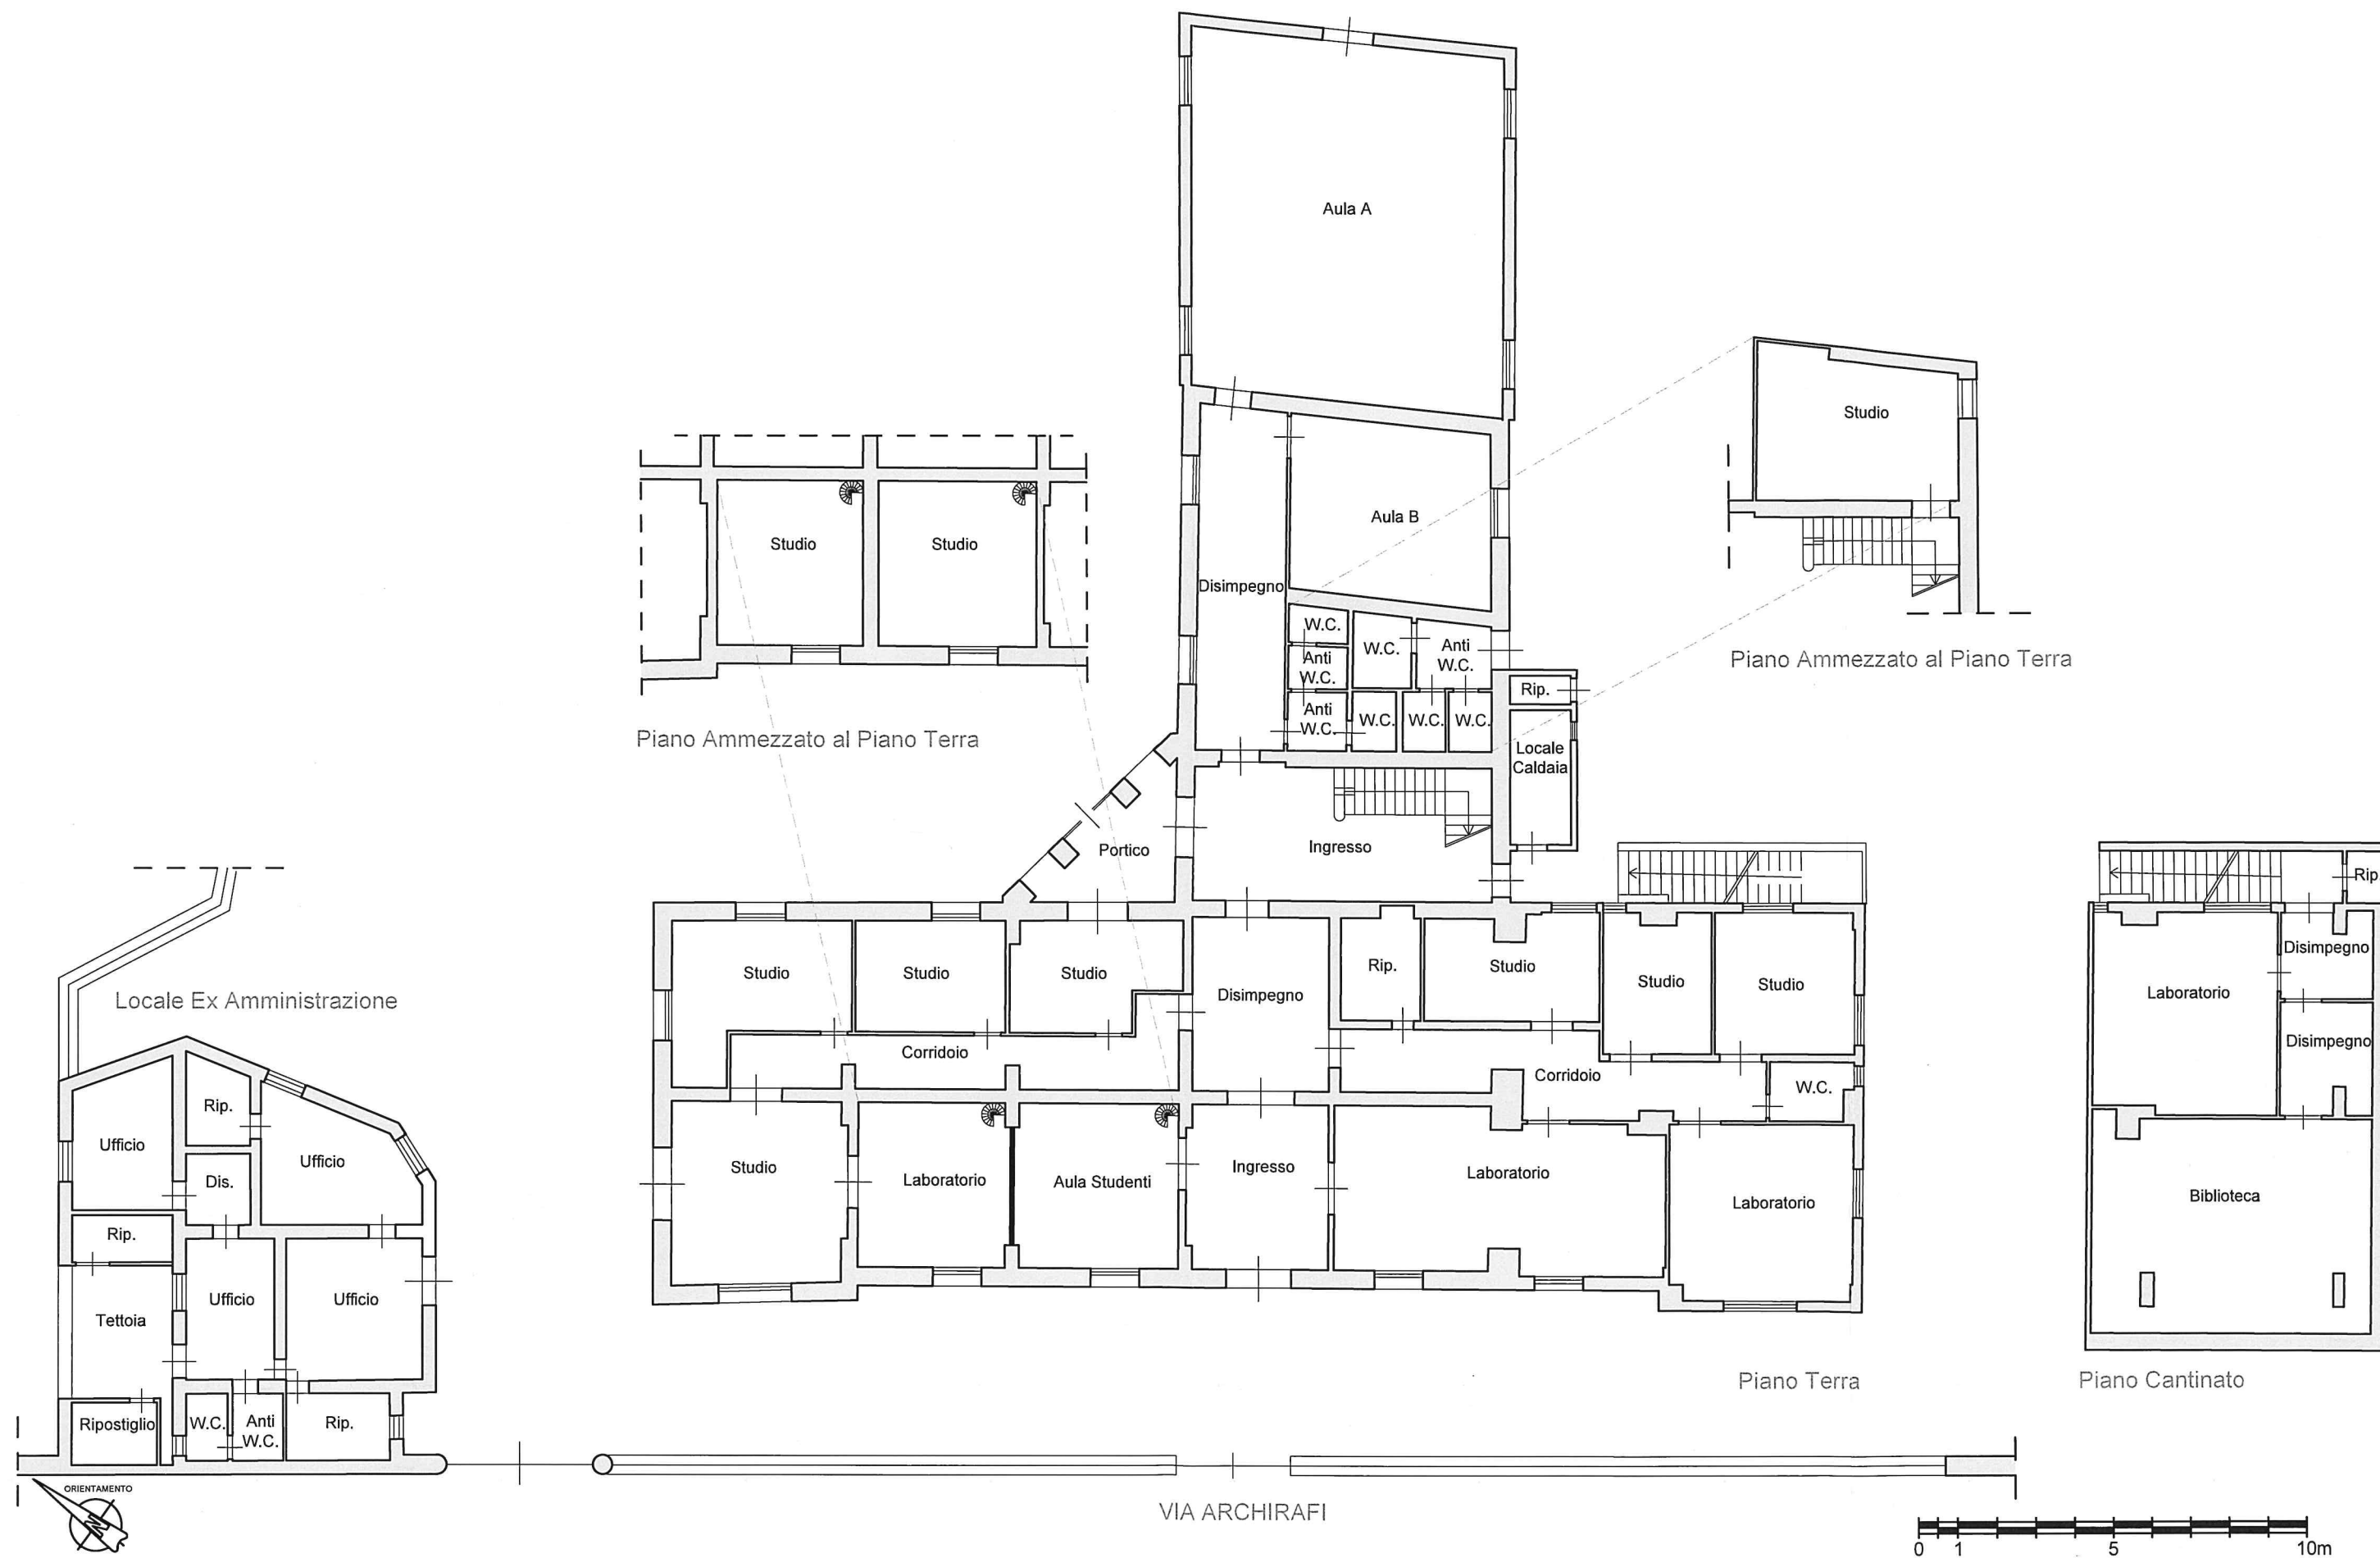 Aula A
Studio
Aula B
Studio
Studio
Disimpegno
W.C.
W.C.
Anti
W.C.
Anti
W.C.
Piano Ammezzato al Piano Terra
Rip.
Anti
W.C.
W.C.
W.C.
W.C.
Piano Ammezzato al Piano Terra
Locale
Caldaia
Portico
Ingresso
Rip
Disimpegno
Studio
Studio
Studio
Rip.
Studio
Studio
Studio
Disimpegno
Laboratorio
Locale Ex Amministrazione
Disimpegno
Corridoio
Corridoio
W.C.
Rip.
Ufficio
Ufficio
Dis.
Studio
Laboratorio
Aula Studenti
Ingresso
Laboratorio
Laboratorio
Biblioteca
Rip.
Ufficio
Ufficio
Tettoia
Piano Terra
Piano Cantinato
Ripostiglio
W.C.
Anti
W.C.
Rip.
ORIENTAMENTO
N
VIA ARCHIRAFI
0 1 5 10m